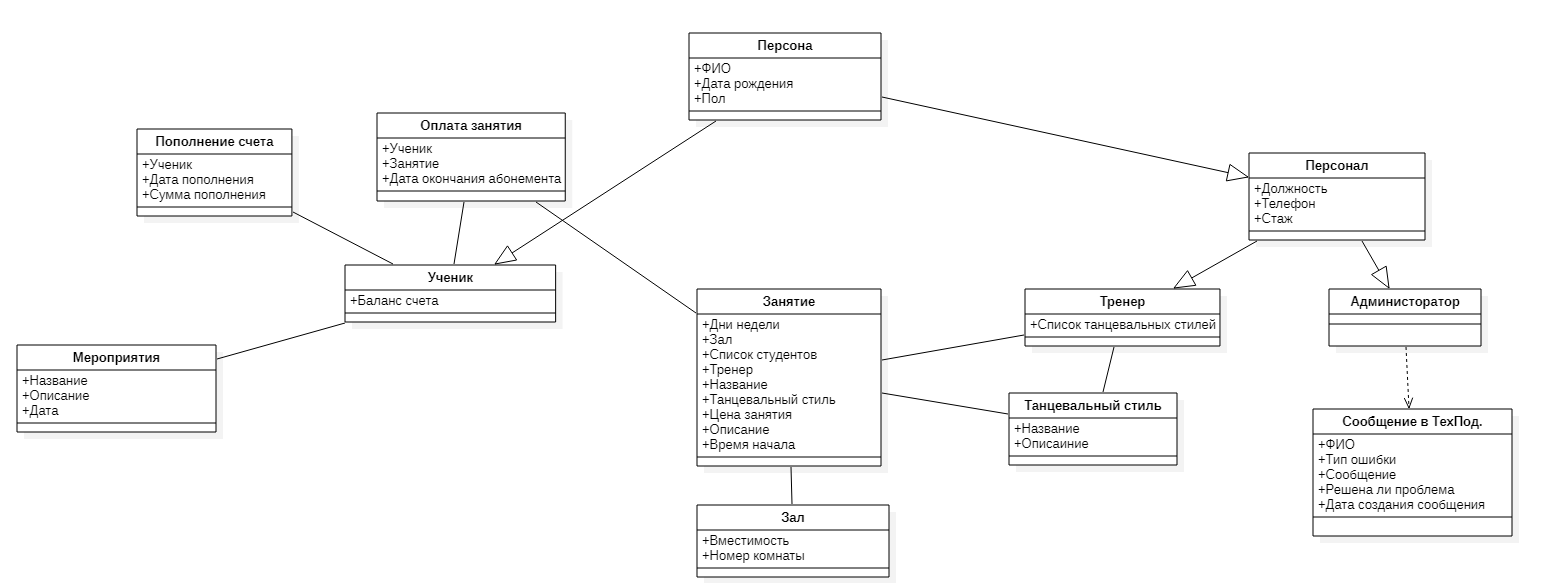 Персона
+ФИО
+Дата рождения
+Пол
Оплата занятия
+Ученик
+Занятие
+Дата окончания абонемента
Пополнение счета
+Ученик
+Дата пополнения
+Сумма пополнения
Персонал
+Должность
+Телефон
+Стаж
Ученик
+Баланс счета
Занятие
+Дни недели
+Зал
+Список студентов
+Тренер
+Название
+Танцевальный стиль
+Цена занятия
+Описание
+Время начала
Тренер
+Список танцевальных стилей
Администоратор
Мероприятия
+Название
+Описание
+Дата
Танцевальный стиль
+Название
+Описаиние
Сообщение в ТехПод.
+ФИО
+Тип ошибки
+Сообщение
+Решена ли проблема
+Дата создания сообщения
Зал
+Вместимость
+Номер комнаты